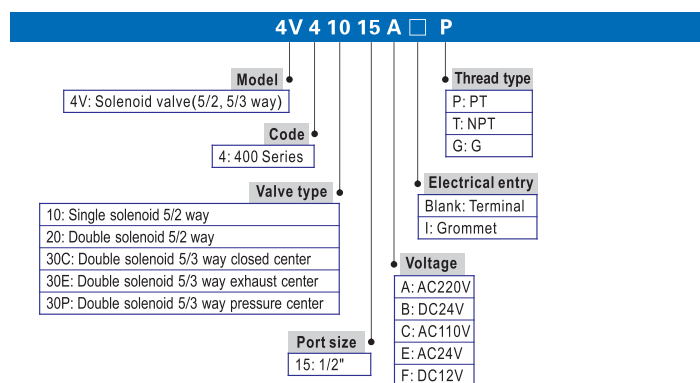 4V 4 10 15 A □ P
Model
4V: Solenoid valve(5/2, 5/3 way)
Code
4: 400 Series
Valve type
10: Single solenoid 5/2 way
20: Double solenoid 5/2 way
30C: Double solenoid 5/3 way closed center
30E: Double solenoid 5/3 way exhaust center
30P: Double solenoid 5/3 way pressure center
Port size
15: 1/2"
Thread type
P: PT
T: NPT
G: G
Electrical entry
Blank: Terminal
I: Grommet
Voltage
A: AC220V
B: DC24V
C: AC110V
E: AC24V
F: DC12V